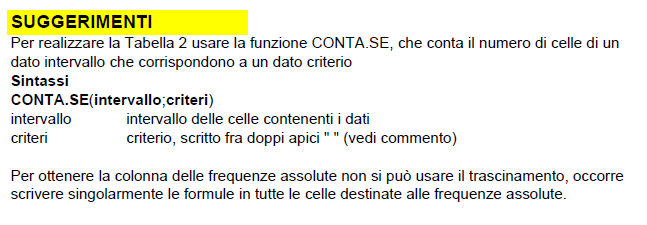 SUGGERIMENTI
Per realizzare la Tabella 2 usare la funzione CONTA.SE, che conta il numero di celle di un
dato intervallo che corrispondono a un dato criterio
Sintassi
CONTA.SE(intervallo;criteri)
intervallo intervallo delle celle contenenti i dati
criteri criterio, scritto fra doppi apici " " (vedi commento)
Per ottenere la colonna delle frequenze assolute non si può usare il trascinamento, occorre
scrivere singolarmente le formule in tutte le celle destinate alle frequenze assolute.